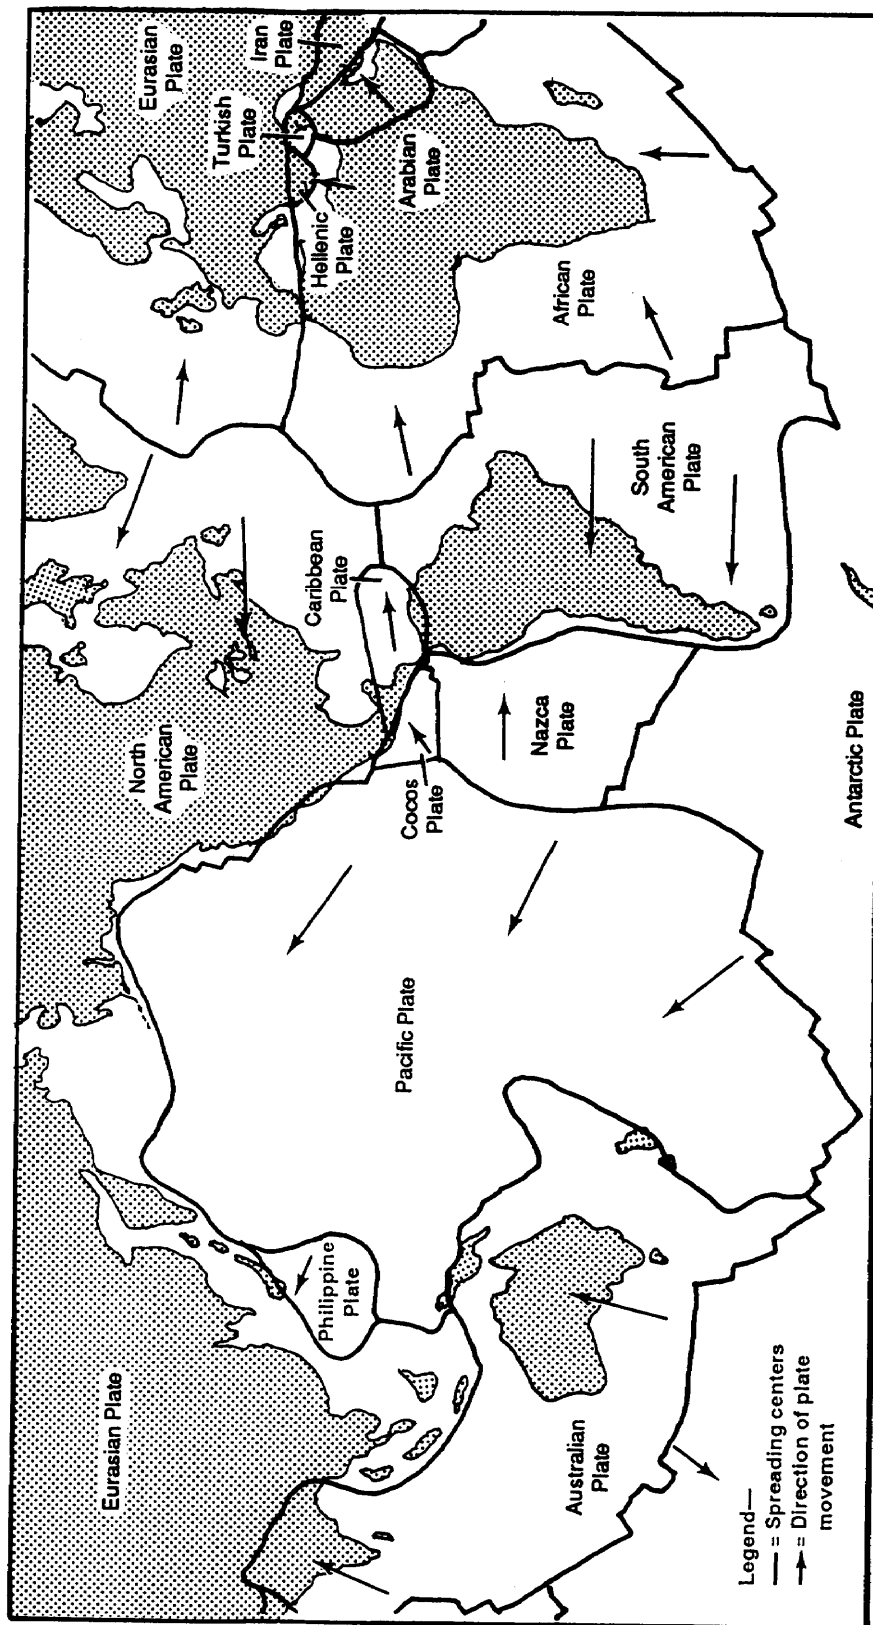 Eurasian Plate
Philippine
Plate
Australian
Plate
Pacific Plate
North
American
Plate
Cocos
Plate
Nazca
Plate
Antarctic Plate
Caribbean
Plate
South
American
Plate
African
Plate
Hellenic
Plate
Turkish
Plate
Arabian
Plate
Eurasian
Plate
Iran
Plate
Legend—
= Spreading centers
= Direction of plate
movement